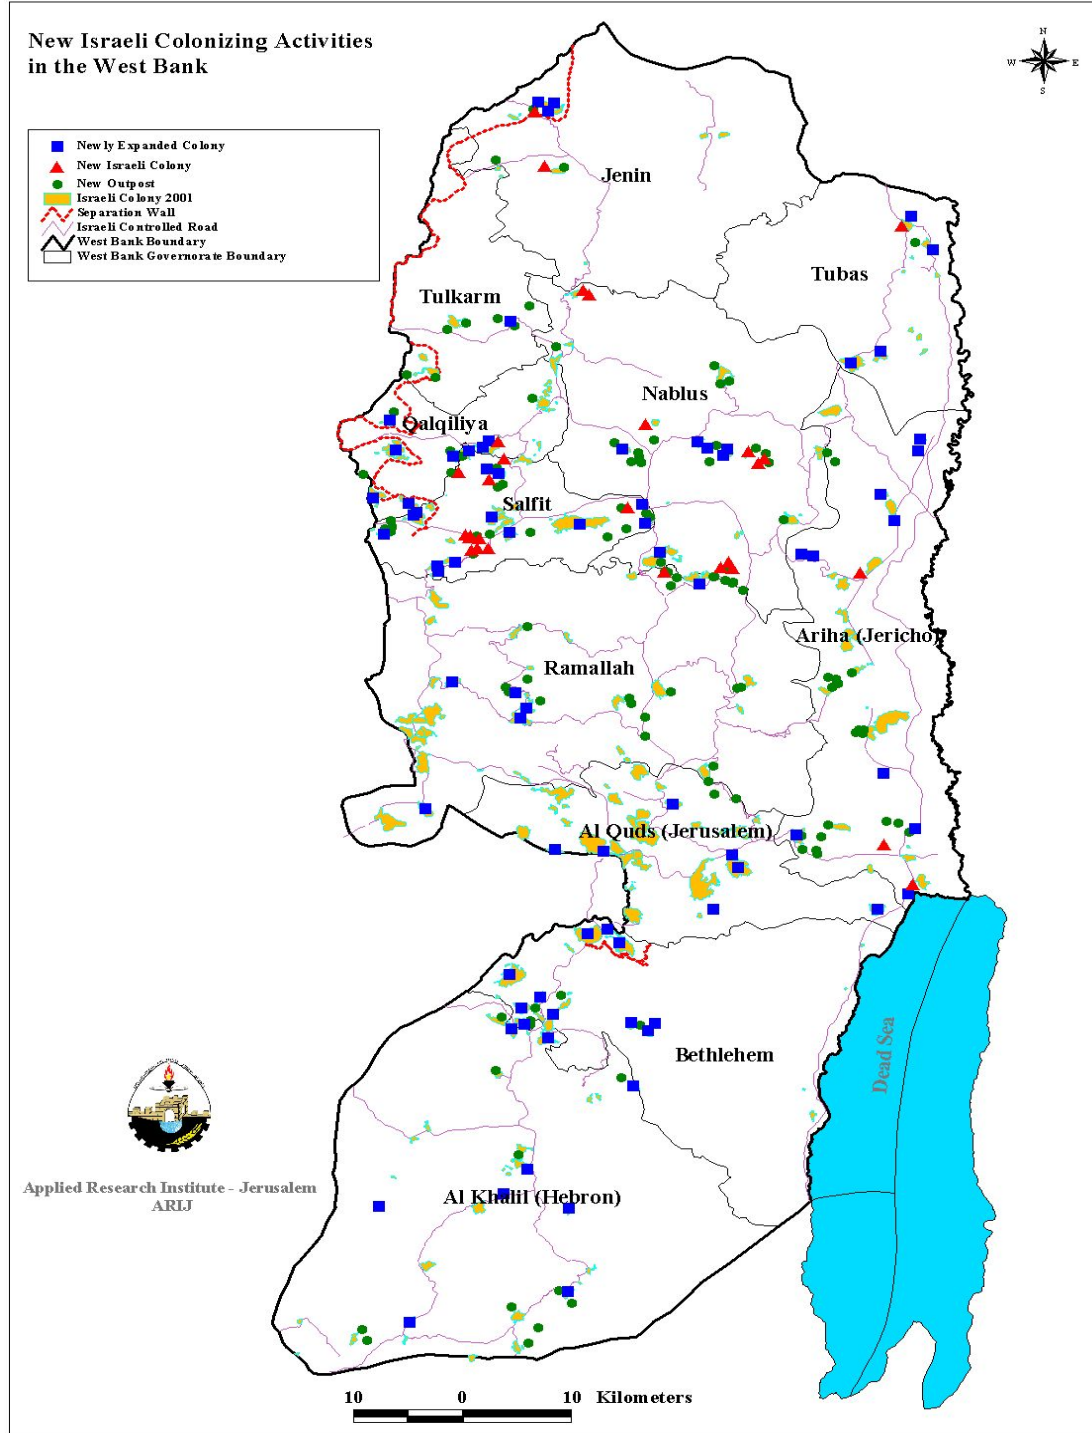 New Israeli Colonizing Activities
in the West Bank
N
W
E
S
Newly Expanded Colony
New Israeli Colony
New Outpost
Israeli Colony 2001
Separation Wall
Israeli Controlled Road
West Bank Boundary
West Bank Governorate Boundary
Jenin
Tubas
Tulkarm
Nablus
Qalqiliya
Salfit
Ariha (Jericho)
Ramallah
Al Quds (Jerusalem)
Dead Sea
Bethlehem
Applied Research Institute - Jerusalem
ARIJ
Al Khalil (Hebron)
10 0 10 Kilometers